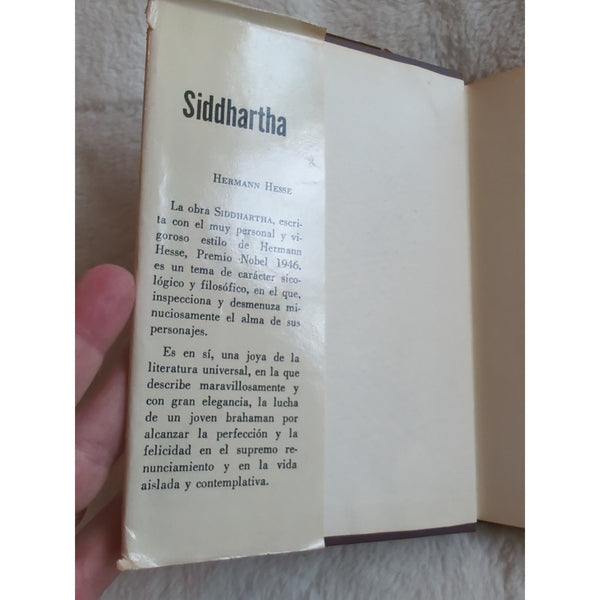 Siddhartha
HERMANN HESSE
La obra SIDDHARTHA, escri-
ta con el muy personal y vi-
goroso estilo de Hermann
Hesse, Premio Nobel 1946,
es un tema de carácter sico-
lógico y filosófico, en el que,
inspecciona y desmenuza mi-
nuciosamente el alma de sus
personajes.
Es en sí, una joya de la
literatura universal, en la que
describe maravillosamente y
con gran elegancia, la lucha
de un joven brahaman por
alcanzar la perfección y la
felicidad en el supremo re-
nunciamiento y en la vida
aislada y contemplativa.